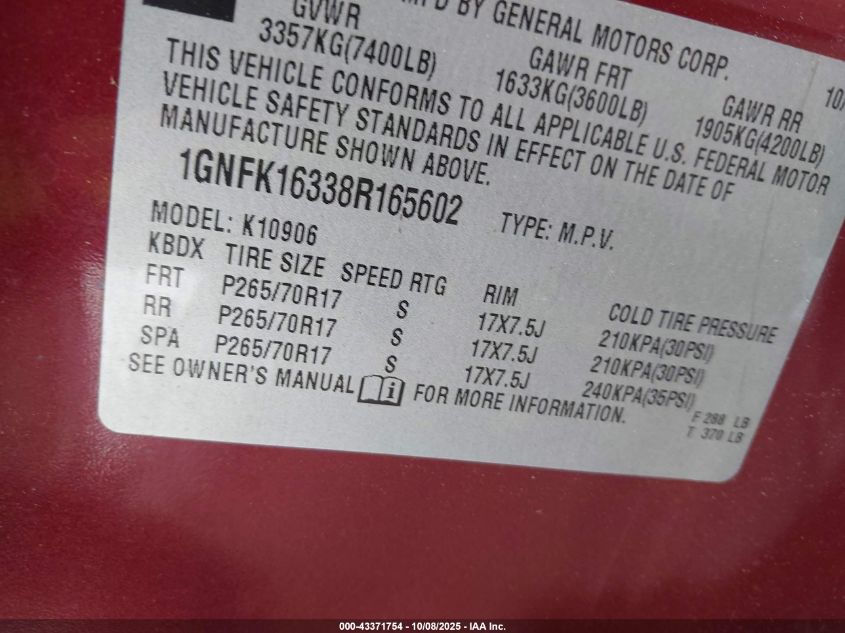 MF'D BY GENERAL MOTORS CORP. 10/
GVWR GAWR FRT GAWR RR
3357KG(7400LB) 1633KG(3600LB) 1905KG(4200LB)
THIS VEHICLE CONFORMS TO ALL APPLICABLE U.S. FEDERAL MOTOR
VEHICLE SAFETY STANDARDS IN EFFECT ON THE DATE OF
MANUFACTURE SHOWN ABOVE.
1GNFK16338R165602 TYPE: M.P.V.
MODEL: K10906
KBDX TIRE SIZE SPEED RTG RIM COLD TIRE PRESSURE
FRT P265/70R17 S 17X7.5J 210KPA(30PSI)
RR P265/70R17 S 17X7.5J 210KPA(30PSI)
SPA P265/70R17 S 17X7.5J 240KPA(35PSI)
SEE OWNER'S MANUAL FOR MORE INFORMATION.
F 288 LB
T 370 LB
000-43371754 - 10/08/2025 - IAA Inc.